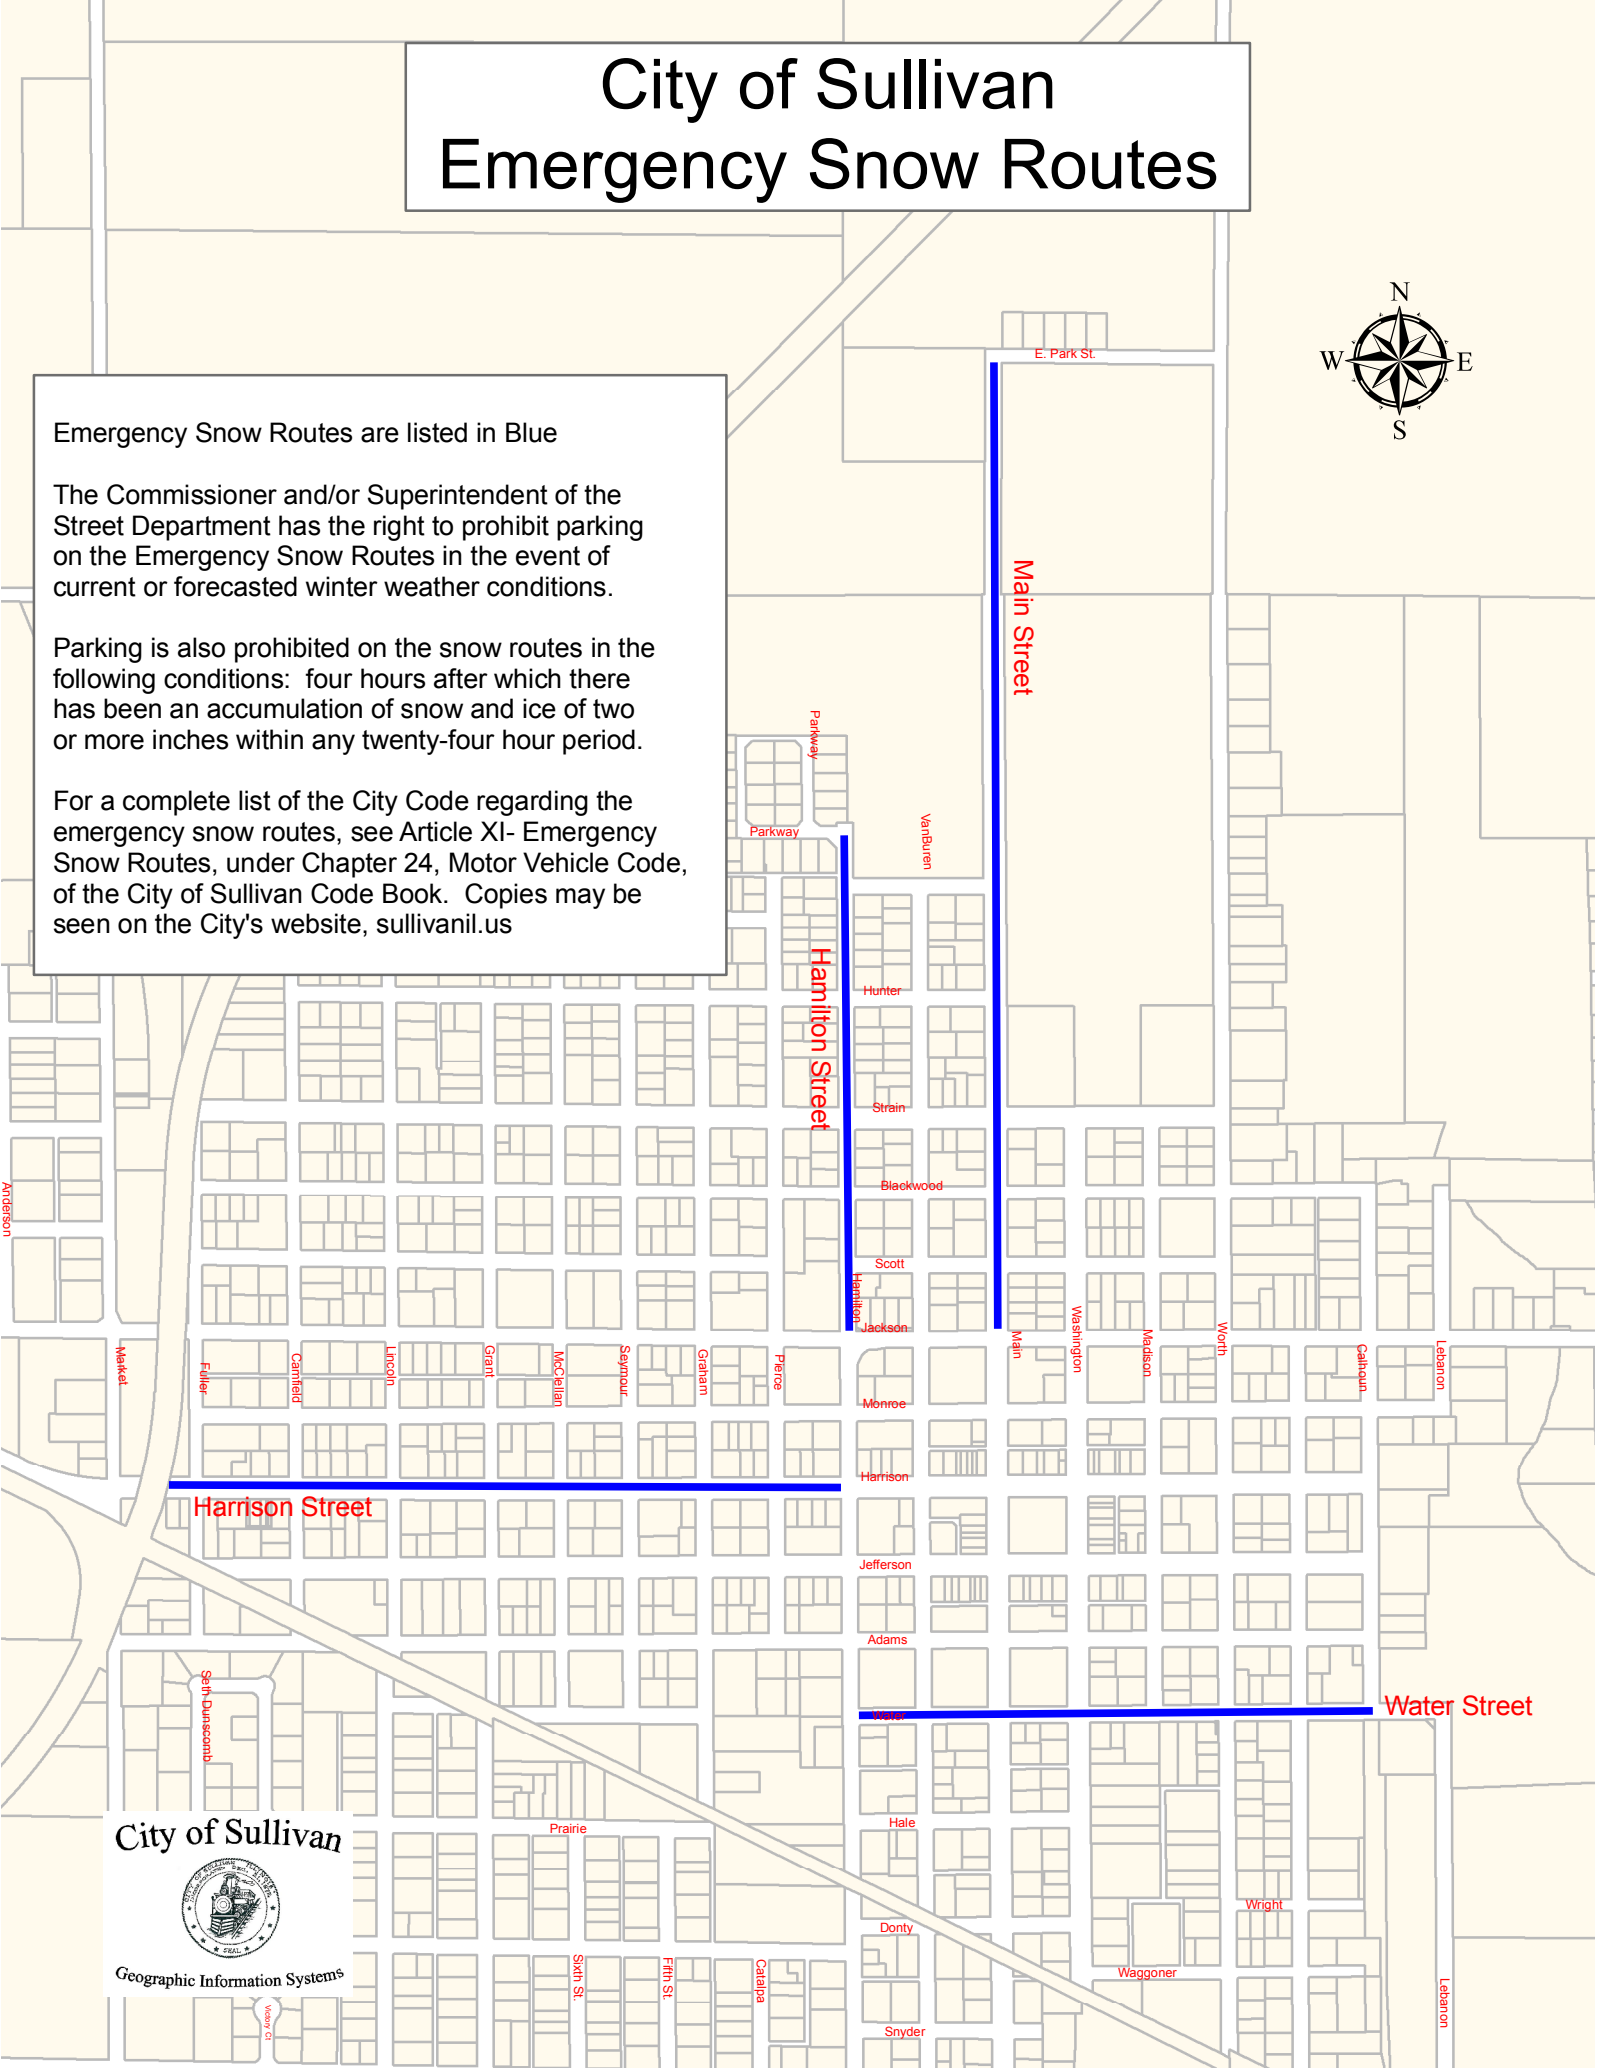 City of Sullivan
Emergency Snow Routes
N
W
E
S
E. Park St.
Emergency Snow Routes are listed in Blue
The Commissioner and/or Superintendent of the
Street Department has the right to prohibit parking
on the Emergency Snow Routes in the event of
current or forecasted winter weather conditions.
Parking is also prohibited on the snow routes in the
following conditions:  four hours after which there
has been an accumulation of snow and ice of two
or more inches within any twenty-four hour period.
For a complete list of the City Code regarding the
emergency snow routes, see Article XI- Emergency
Snow Routes, under Chapter 24, Motor Vehicle Code,
of the City of Sullivan Code Book.  Copies may be
seen on the City's website, sullivanil.us
Main Street
Parkway
Parkway
VanBuren
Hamilton Street
Hunter
Strain
Blackwood
Anderson
Scott
Hamilton
Jackson
Market
Fuller
Camfield
Lincoln
Grant
McClellan
Seymour
Graham
Pierce
Main
Washington
Madison
Worth
Calhoun
Lebanon
Monroe
Harrison
Harrison Street
Jefferson
Adams
Seth Dunscomb
Water
Water Street
City of Sullivan
SEAL
Geographic Information Systems
Prairie
Hale
Donty
Wright
Waggoner
Sixth St.
Fifth St.
Catalpa
Victory Ct
Snyder
Lebanon